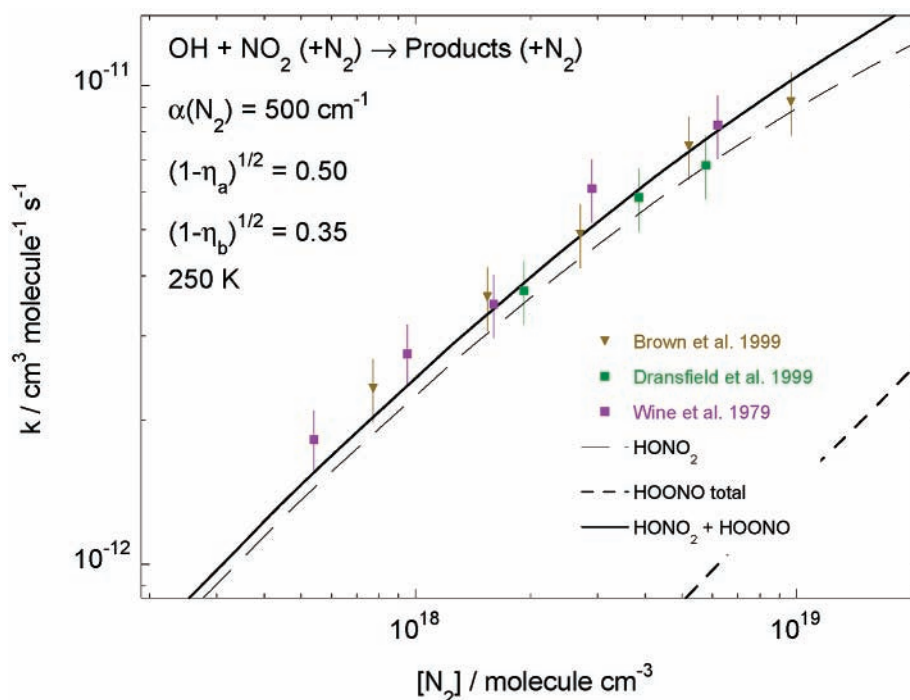 OH + NO₂ (+N₂) → Products (+N₂)
α(N₂) = 500 cm⁻¹
(1-ηₐ)^1/2 = 0.50
(1-η_b)^1/2 = 0.35
250 K
10⁻¹¹
10⁻¹²
k / cm³ molecule⁻¹ s⁻¹
Brown et al. 1999
Dransfield et al. 1999
Wine et al. 1979
HONO₂
HOONO total
HONO₂ + HOONO
10¹⁸
10¹⁹
[N₂] / molecule cm⁻³